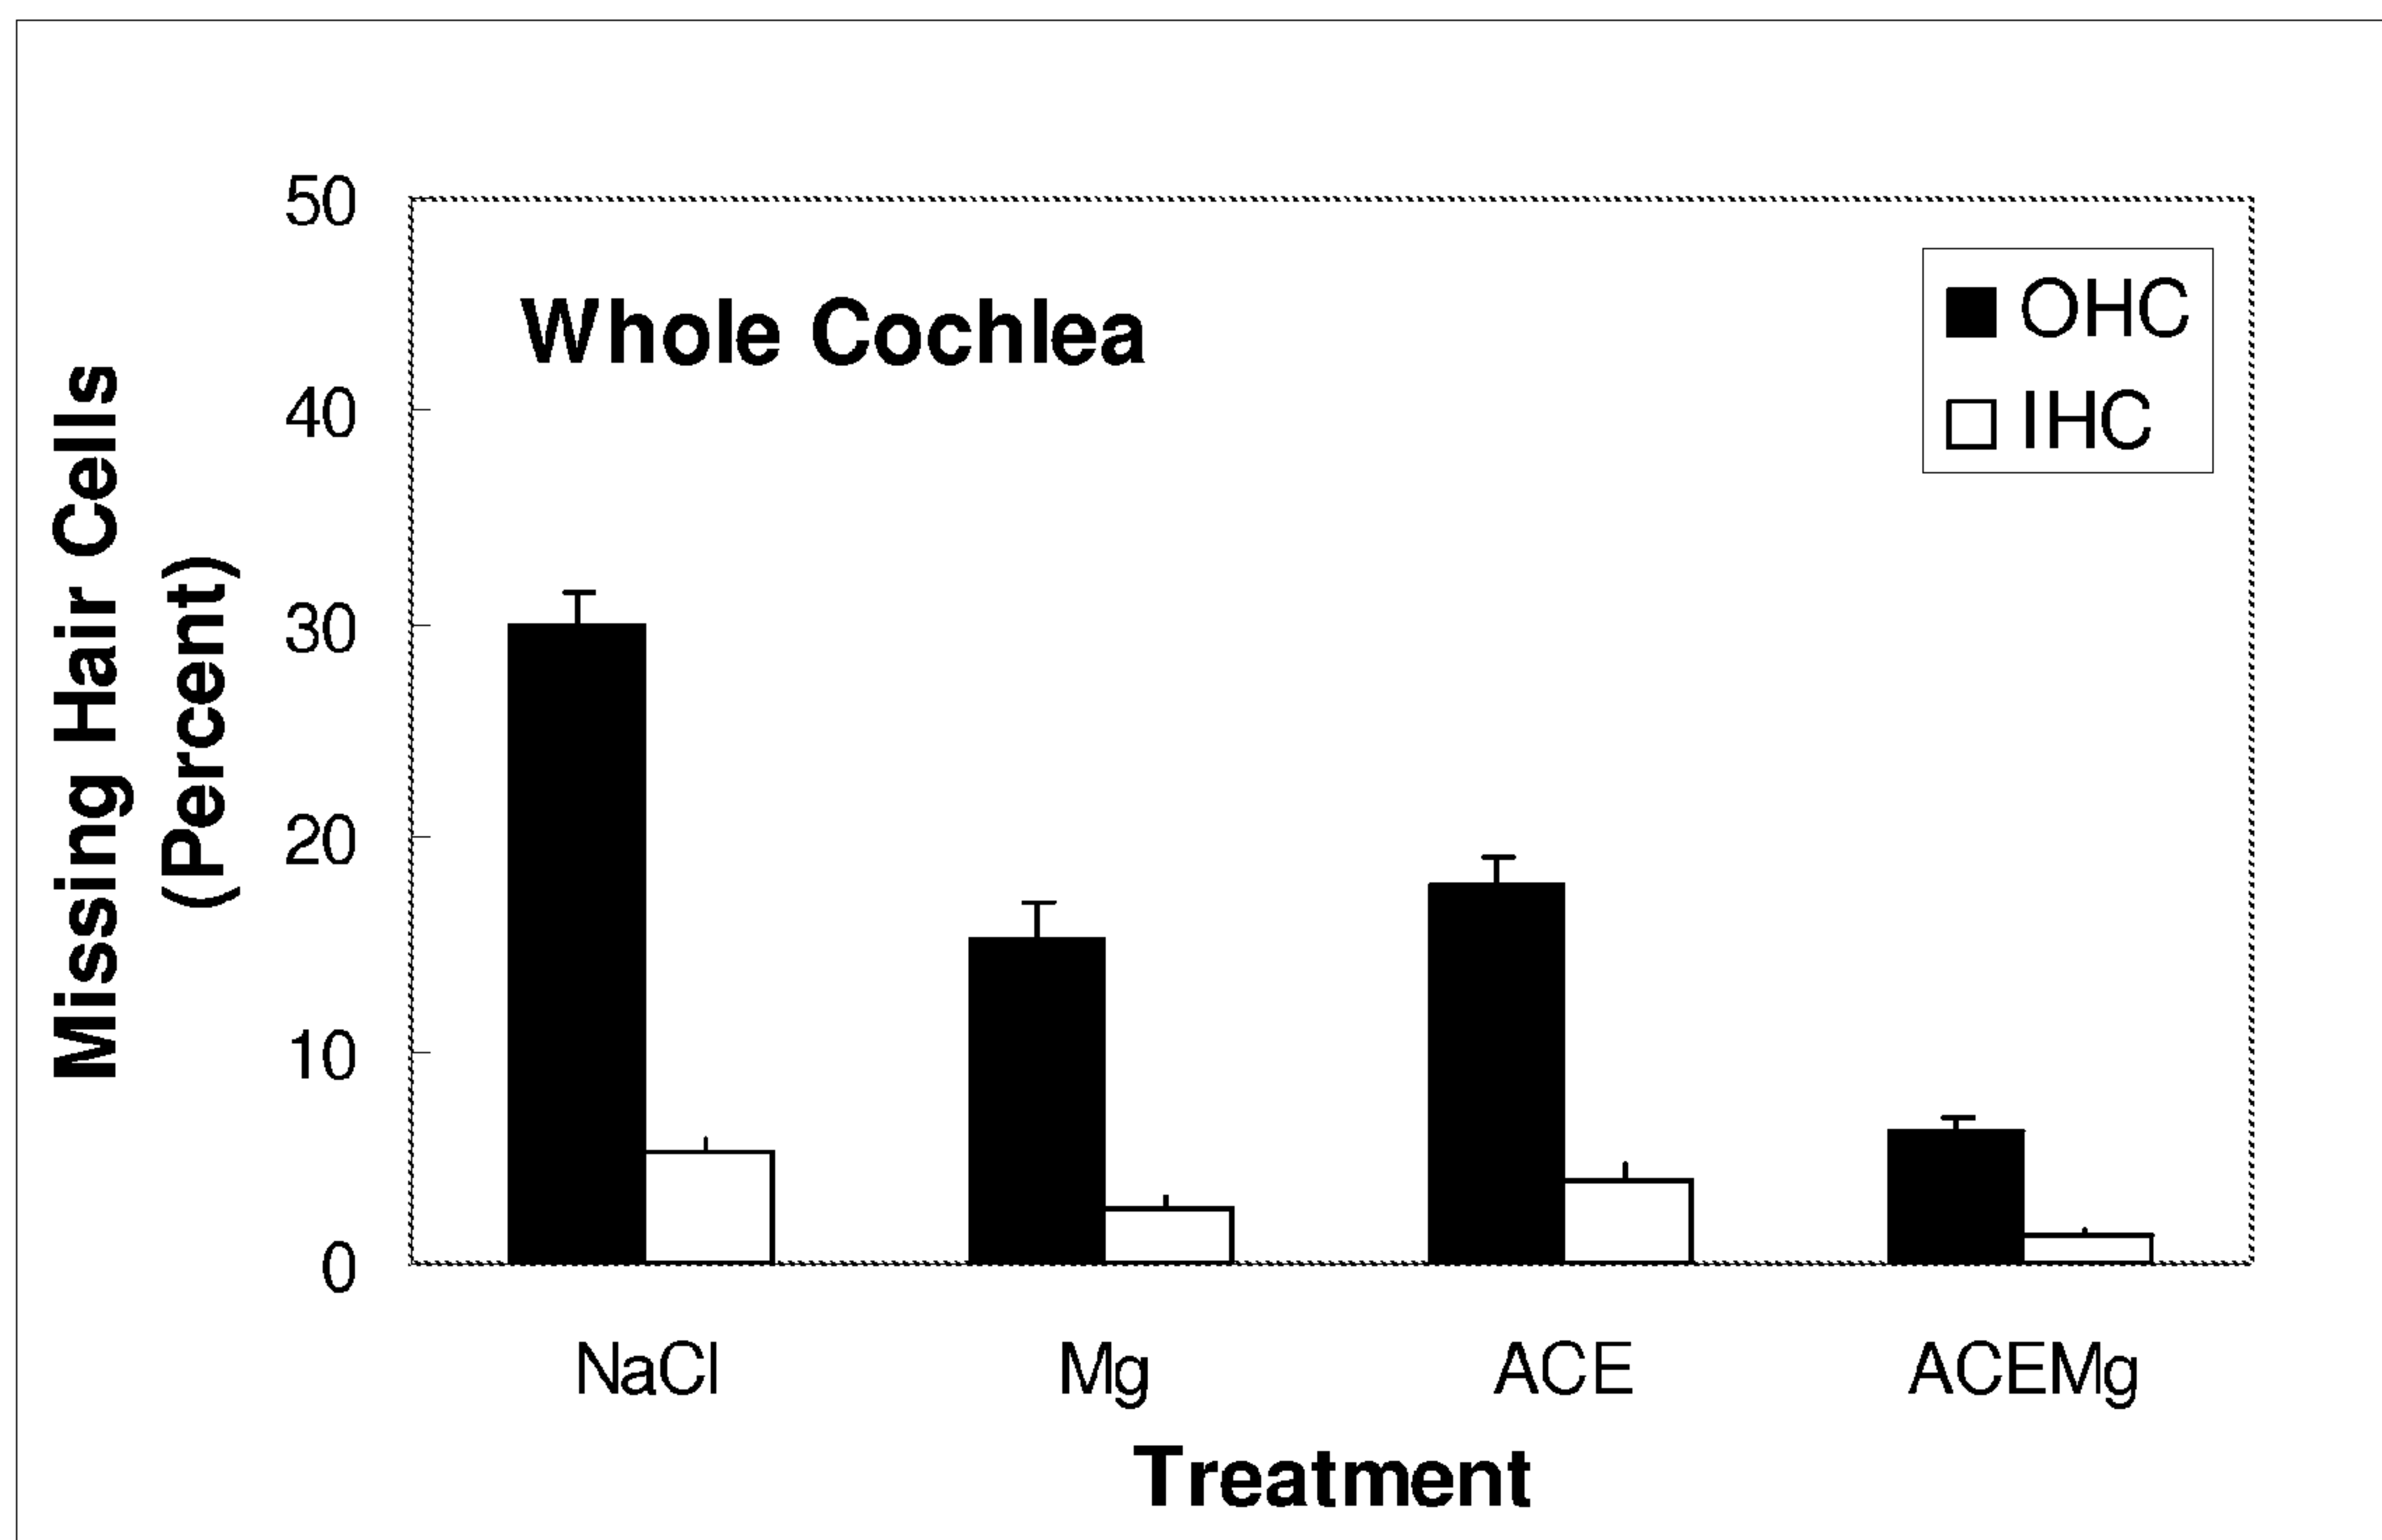 Missing Hair Cells
(Percent)
50
40
30
20
10
0
Whole Cochlea
OHC
IHC
NaCl
Mg
ACE
ACEMg
Treatment